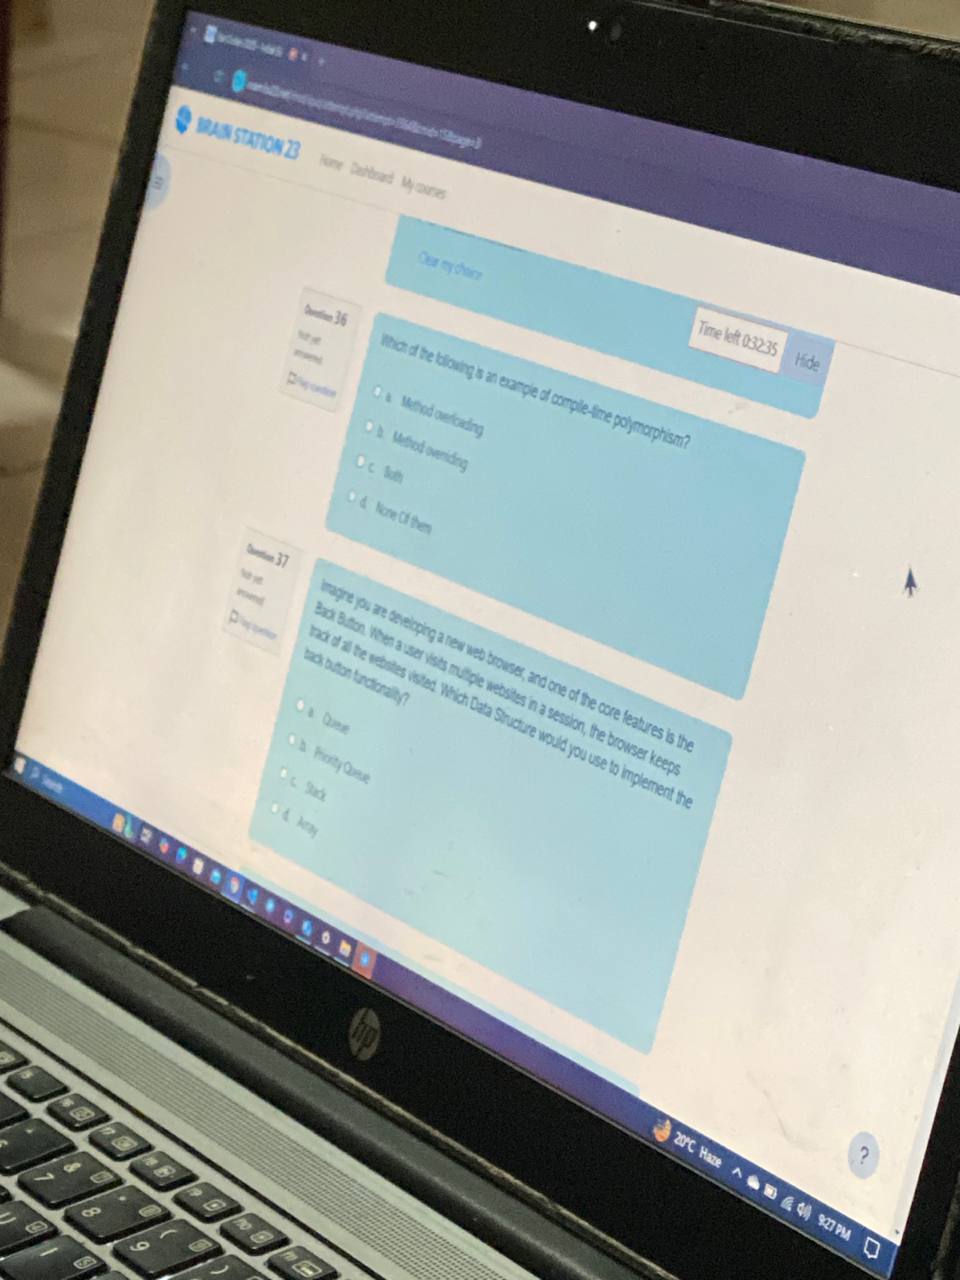 BRAIN STATION 23
Home Dashboard My courses
Clear my choice
Time left 0:32:35
Hide
Question 36
Not yet
answered
Flag question
Which of the following is an example of compile-time polymorphism?
a. Method overloading
b. Method overriding
c. Both
d. None Of them
Question 37
Not yet
answered
Flag question
Imagine you are developing a new web browser, and one of the core features is the
Back Button. When a user visits multiple websites in a session, the browser keeps
track of all the websites visited. Which Data Structure would you use to implement the
back button functionality?
a. Queue
b. Priority Queue
c. Stack
d. Array
Search
20°C Haze
9:27 PM
?
hp
7
8
9